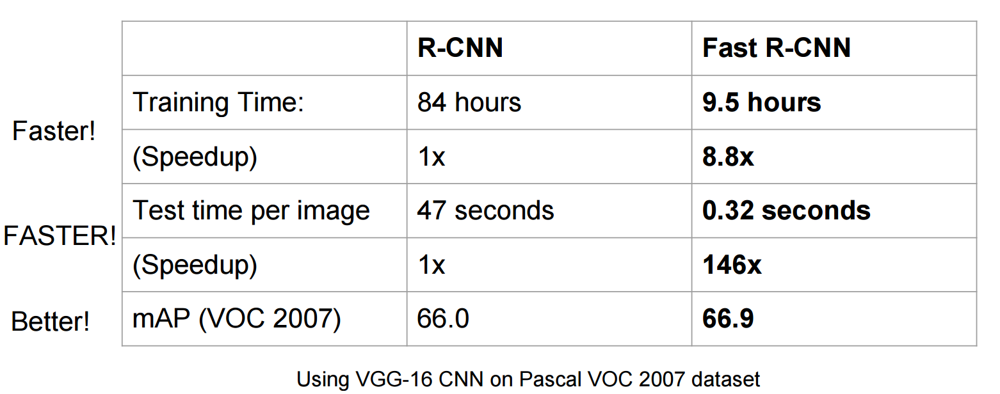 R-CNN Fast R-CNN
Faster!
Training Time: 84 hours 9.5 hours
(Speedup) 1x 8.8x
FASTER!
Test time per image 47 seconds 0.32 seconds
(Speedup) 1x 146x
Better!
mAP (VOC 2007) 66.0 66.9
Using VGG-16 CNN on Pascal VOC 2007 dataset